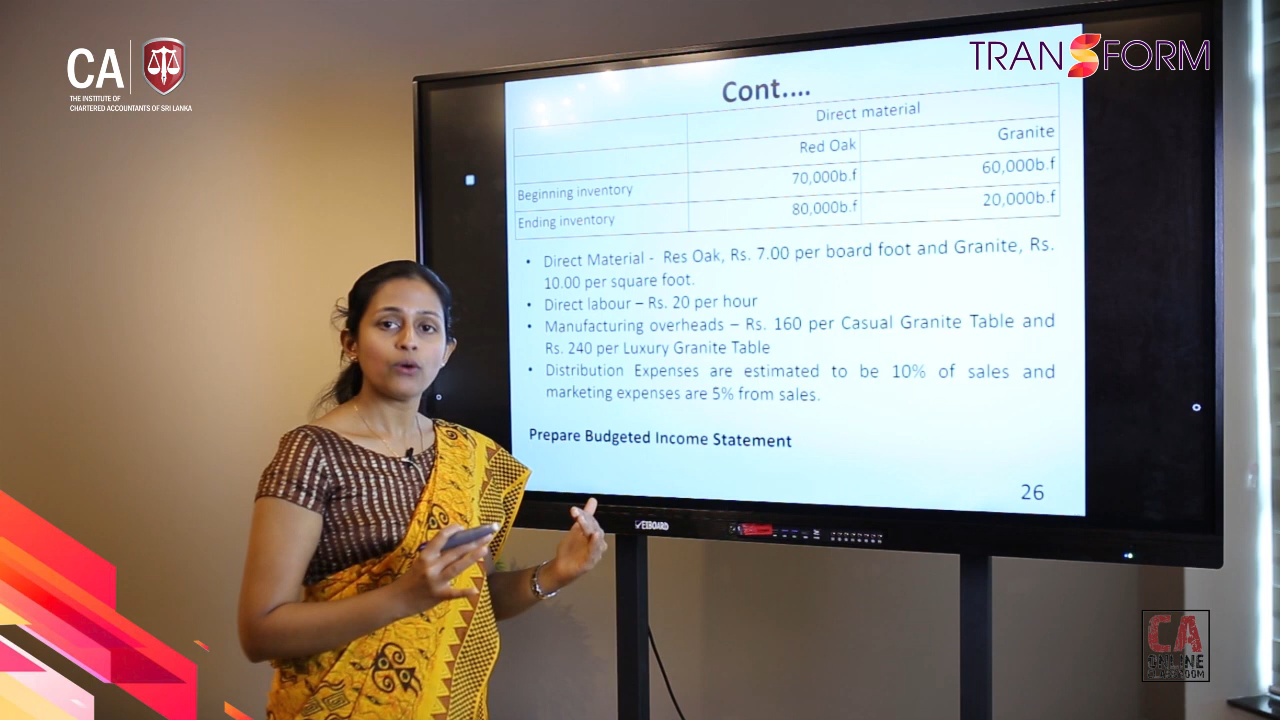 CA
THE INSTITUTE OF
CHARTERED ACCOUNTANTS OF SRI LANKA
TRANSFORM
Cont....
Direct material
Red Oak Granite
Beginning inventory 70,000b.f 60,000b.f
Ending inventory 80,000b.f 20,000b.f
• Direct Material - Res Oak, Rs. 7.00 per board foot and Granite, Rs.
10.00 per square foot.
• Direct labour – Rs. 20 per hour
• Manufacturing overheads – Rs. 160 per Casual Granite Table and
Rs. 240 per Luxury Granite Table
• Distribution Expenses are estimated to be 10% of sales and
marketing expenses are 5% from sales.
Prepare Budgeted Income Statement
26
EEBOARD
CA
ONLINE
CLASSROOM